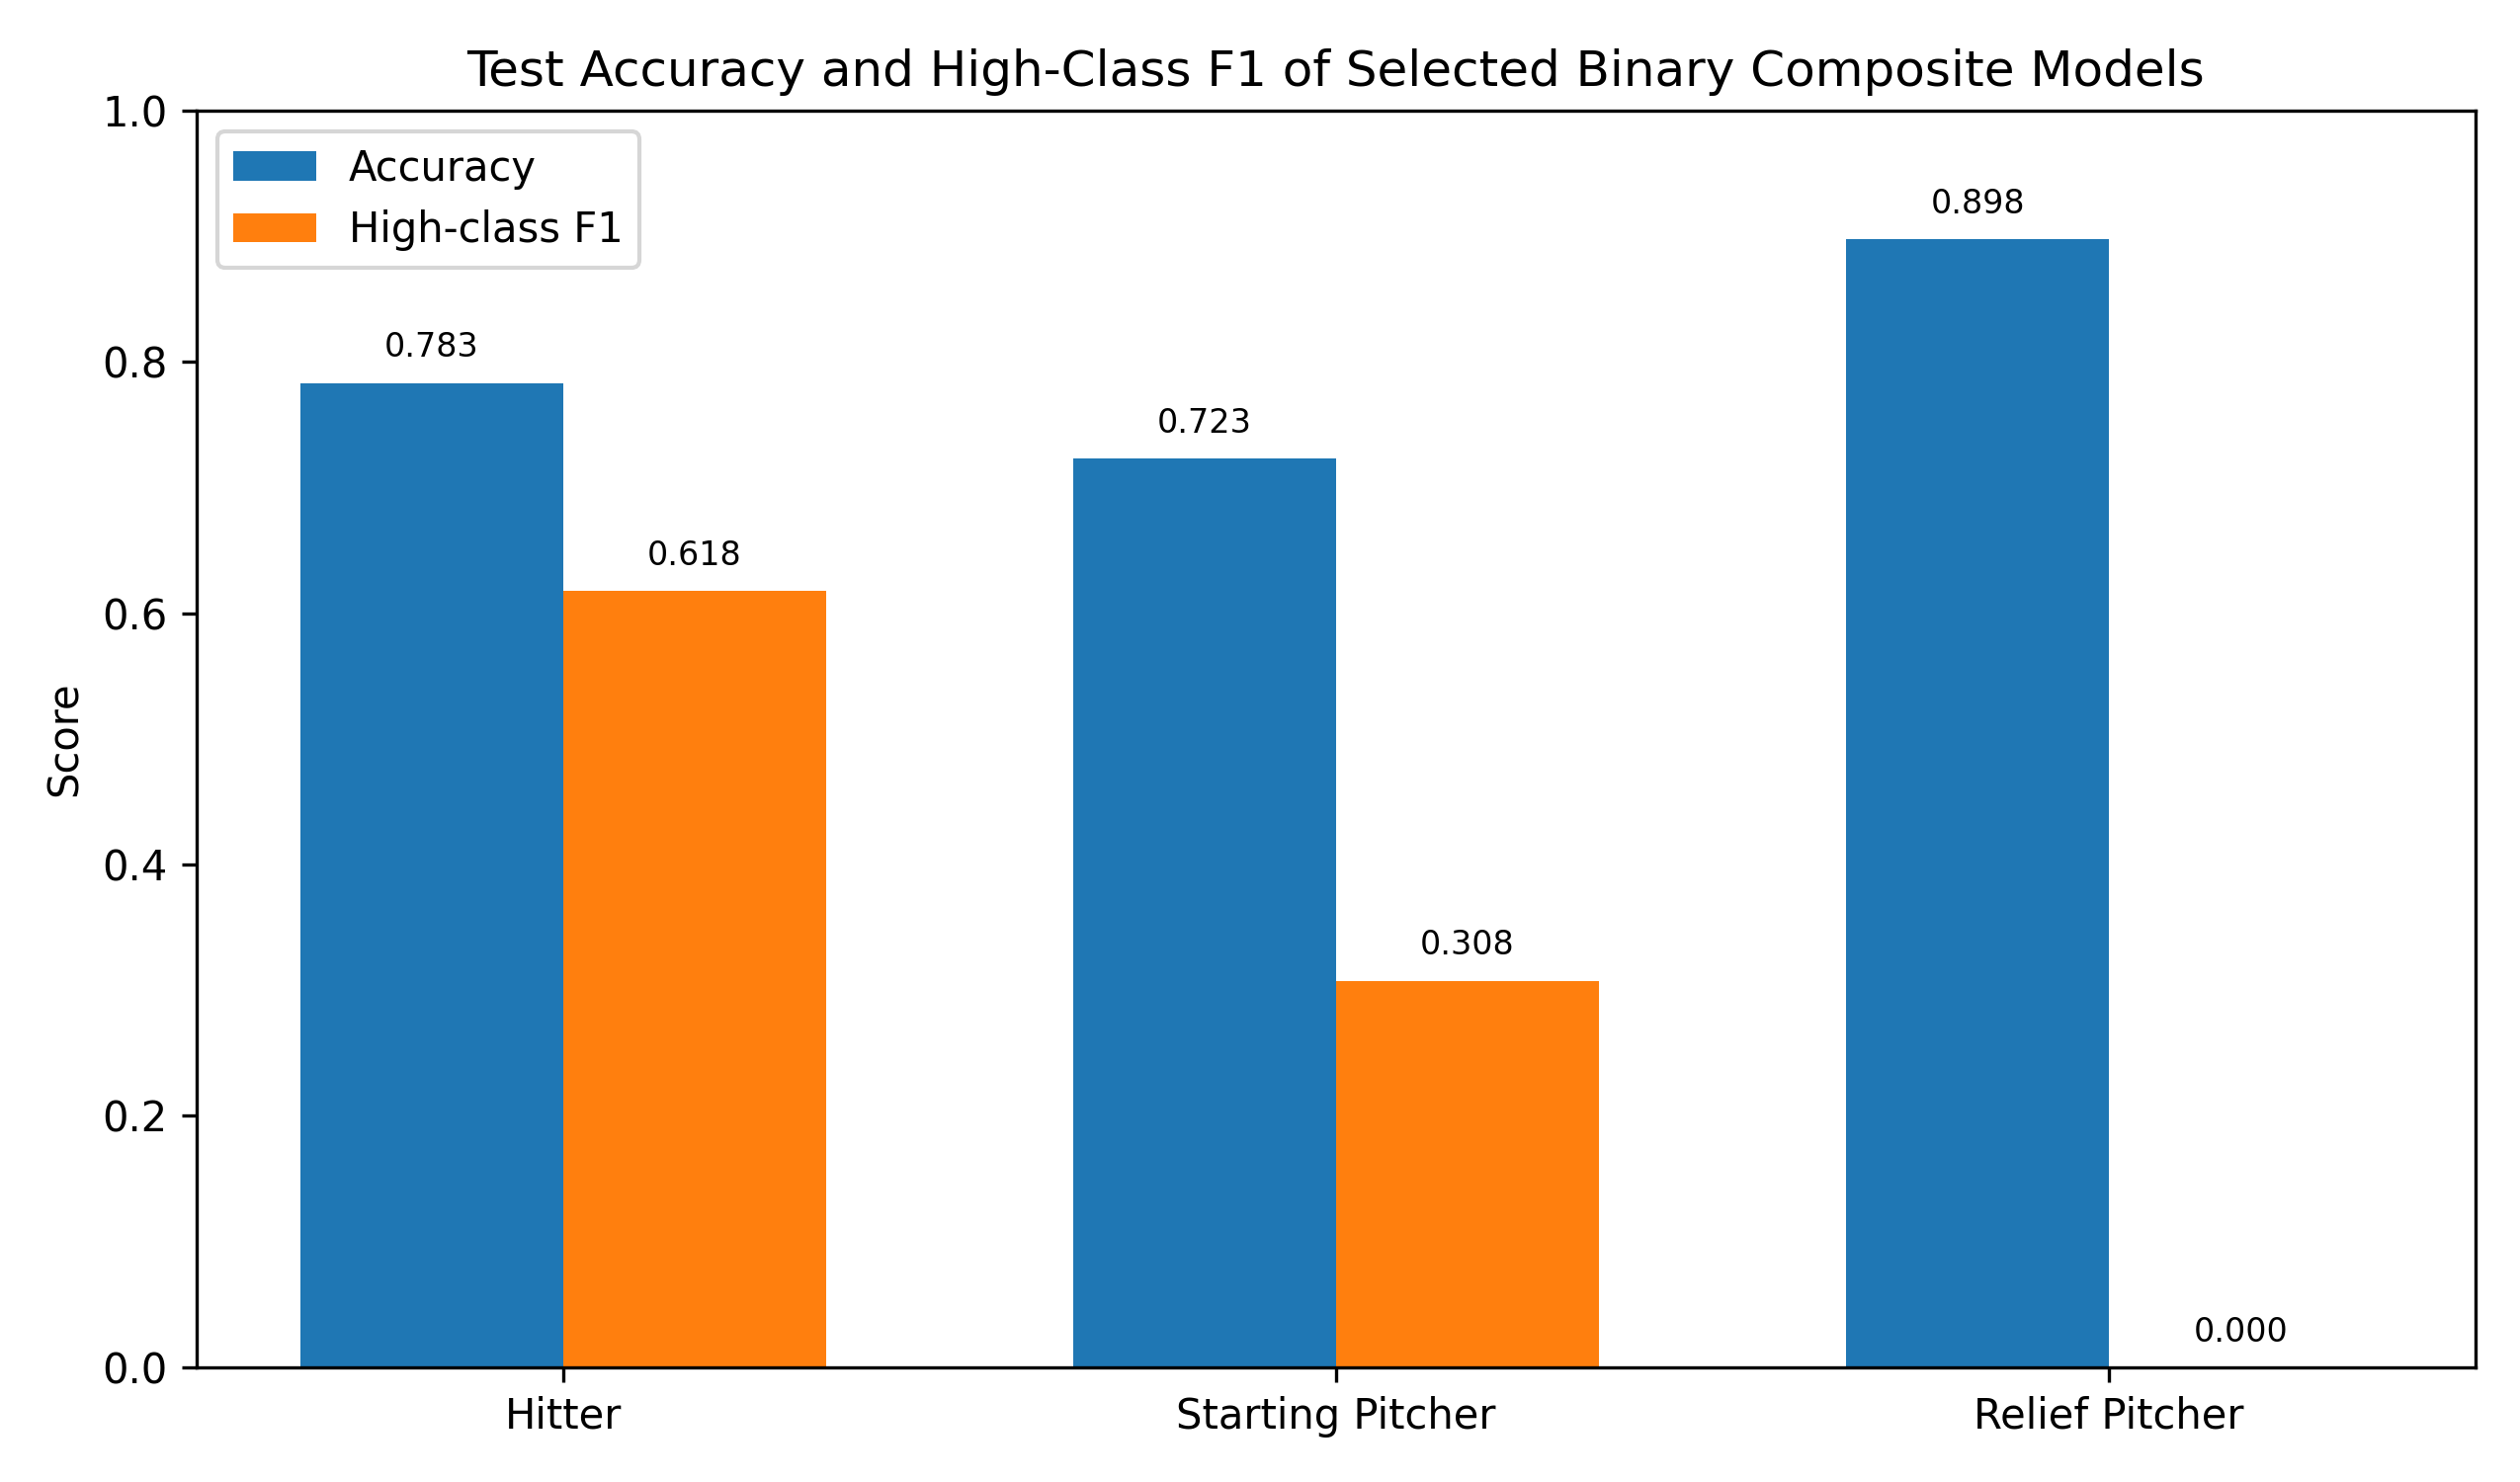 Test Accuracy and High-Class F1 of Selected Binary Composite Models
1.0
Accuracy
High-class F1
0.898
0.783
0.8
0.723
0.618
0.6
Score
0.4
0.308
0.2
0.000
0.0
Hitter
Starting Pitcher
Relief Pitcher